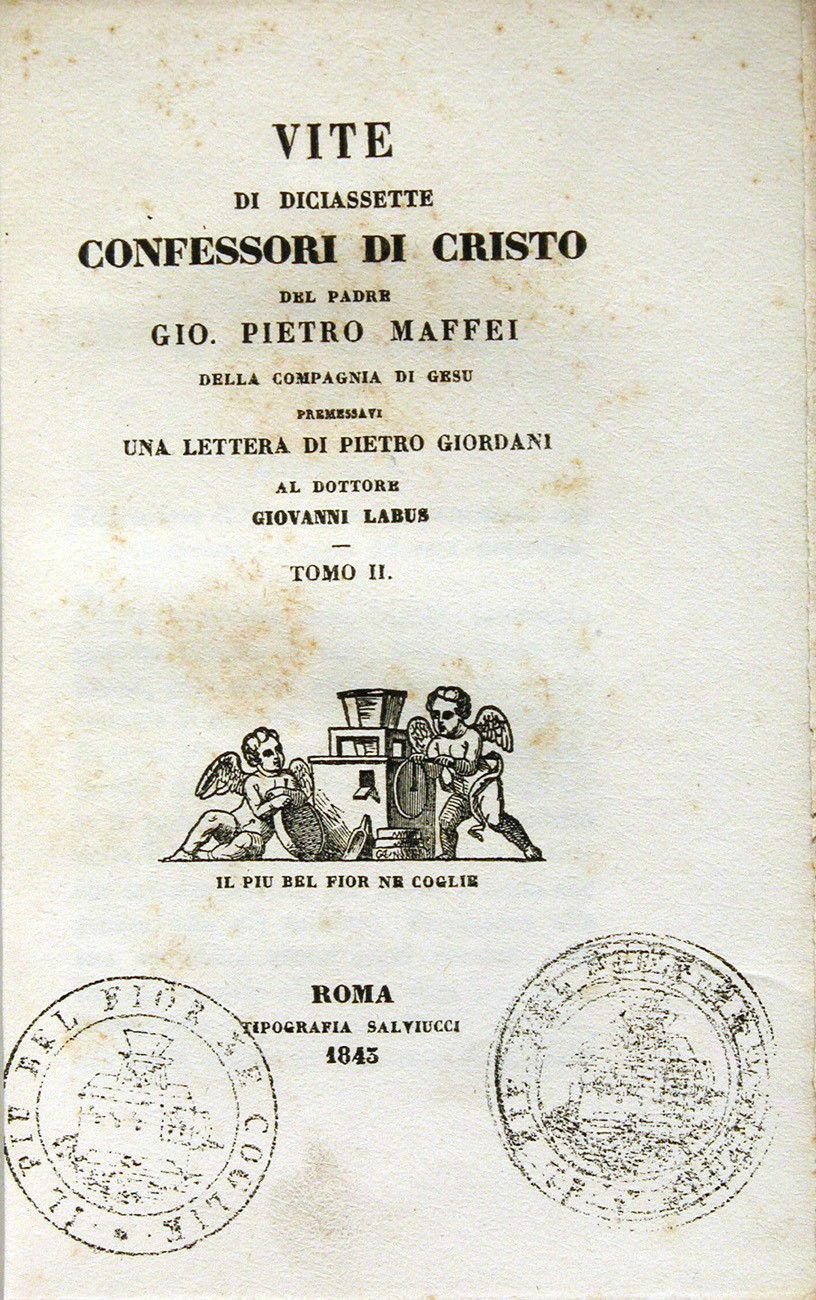 VITE
DI DICIASSETTE
CONFESSORI DI CRISTO
DEL PADRE
GIO. PIETRO MAFFEI
DELLA COMPAGNIA DI GESU
PREMESSAVI
UNA LETTERA DI PIETRO GIORDANI
AL DOTTORE
GIOVANNI LABUS
TOMO II.
IL PIU BEL FIOR NE COGLIE
ROMA
TIPOGRAFIA SALVIUCCI
1843
IL PIU BEL FIOR NE COGLIE